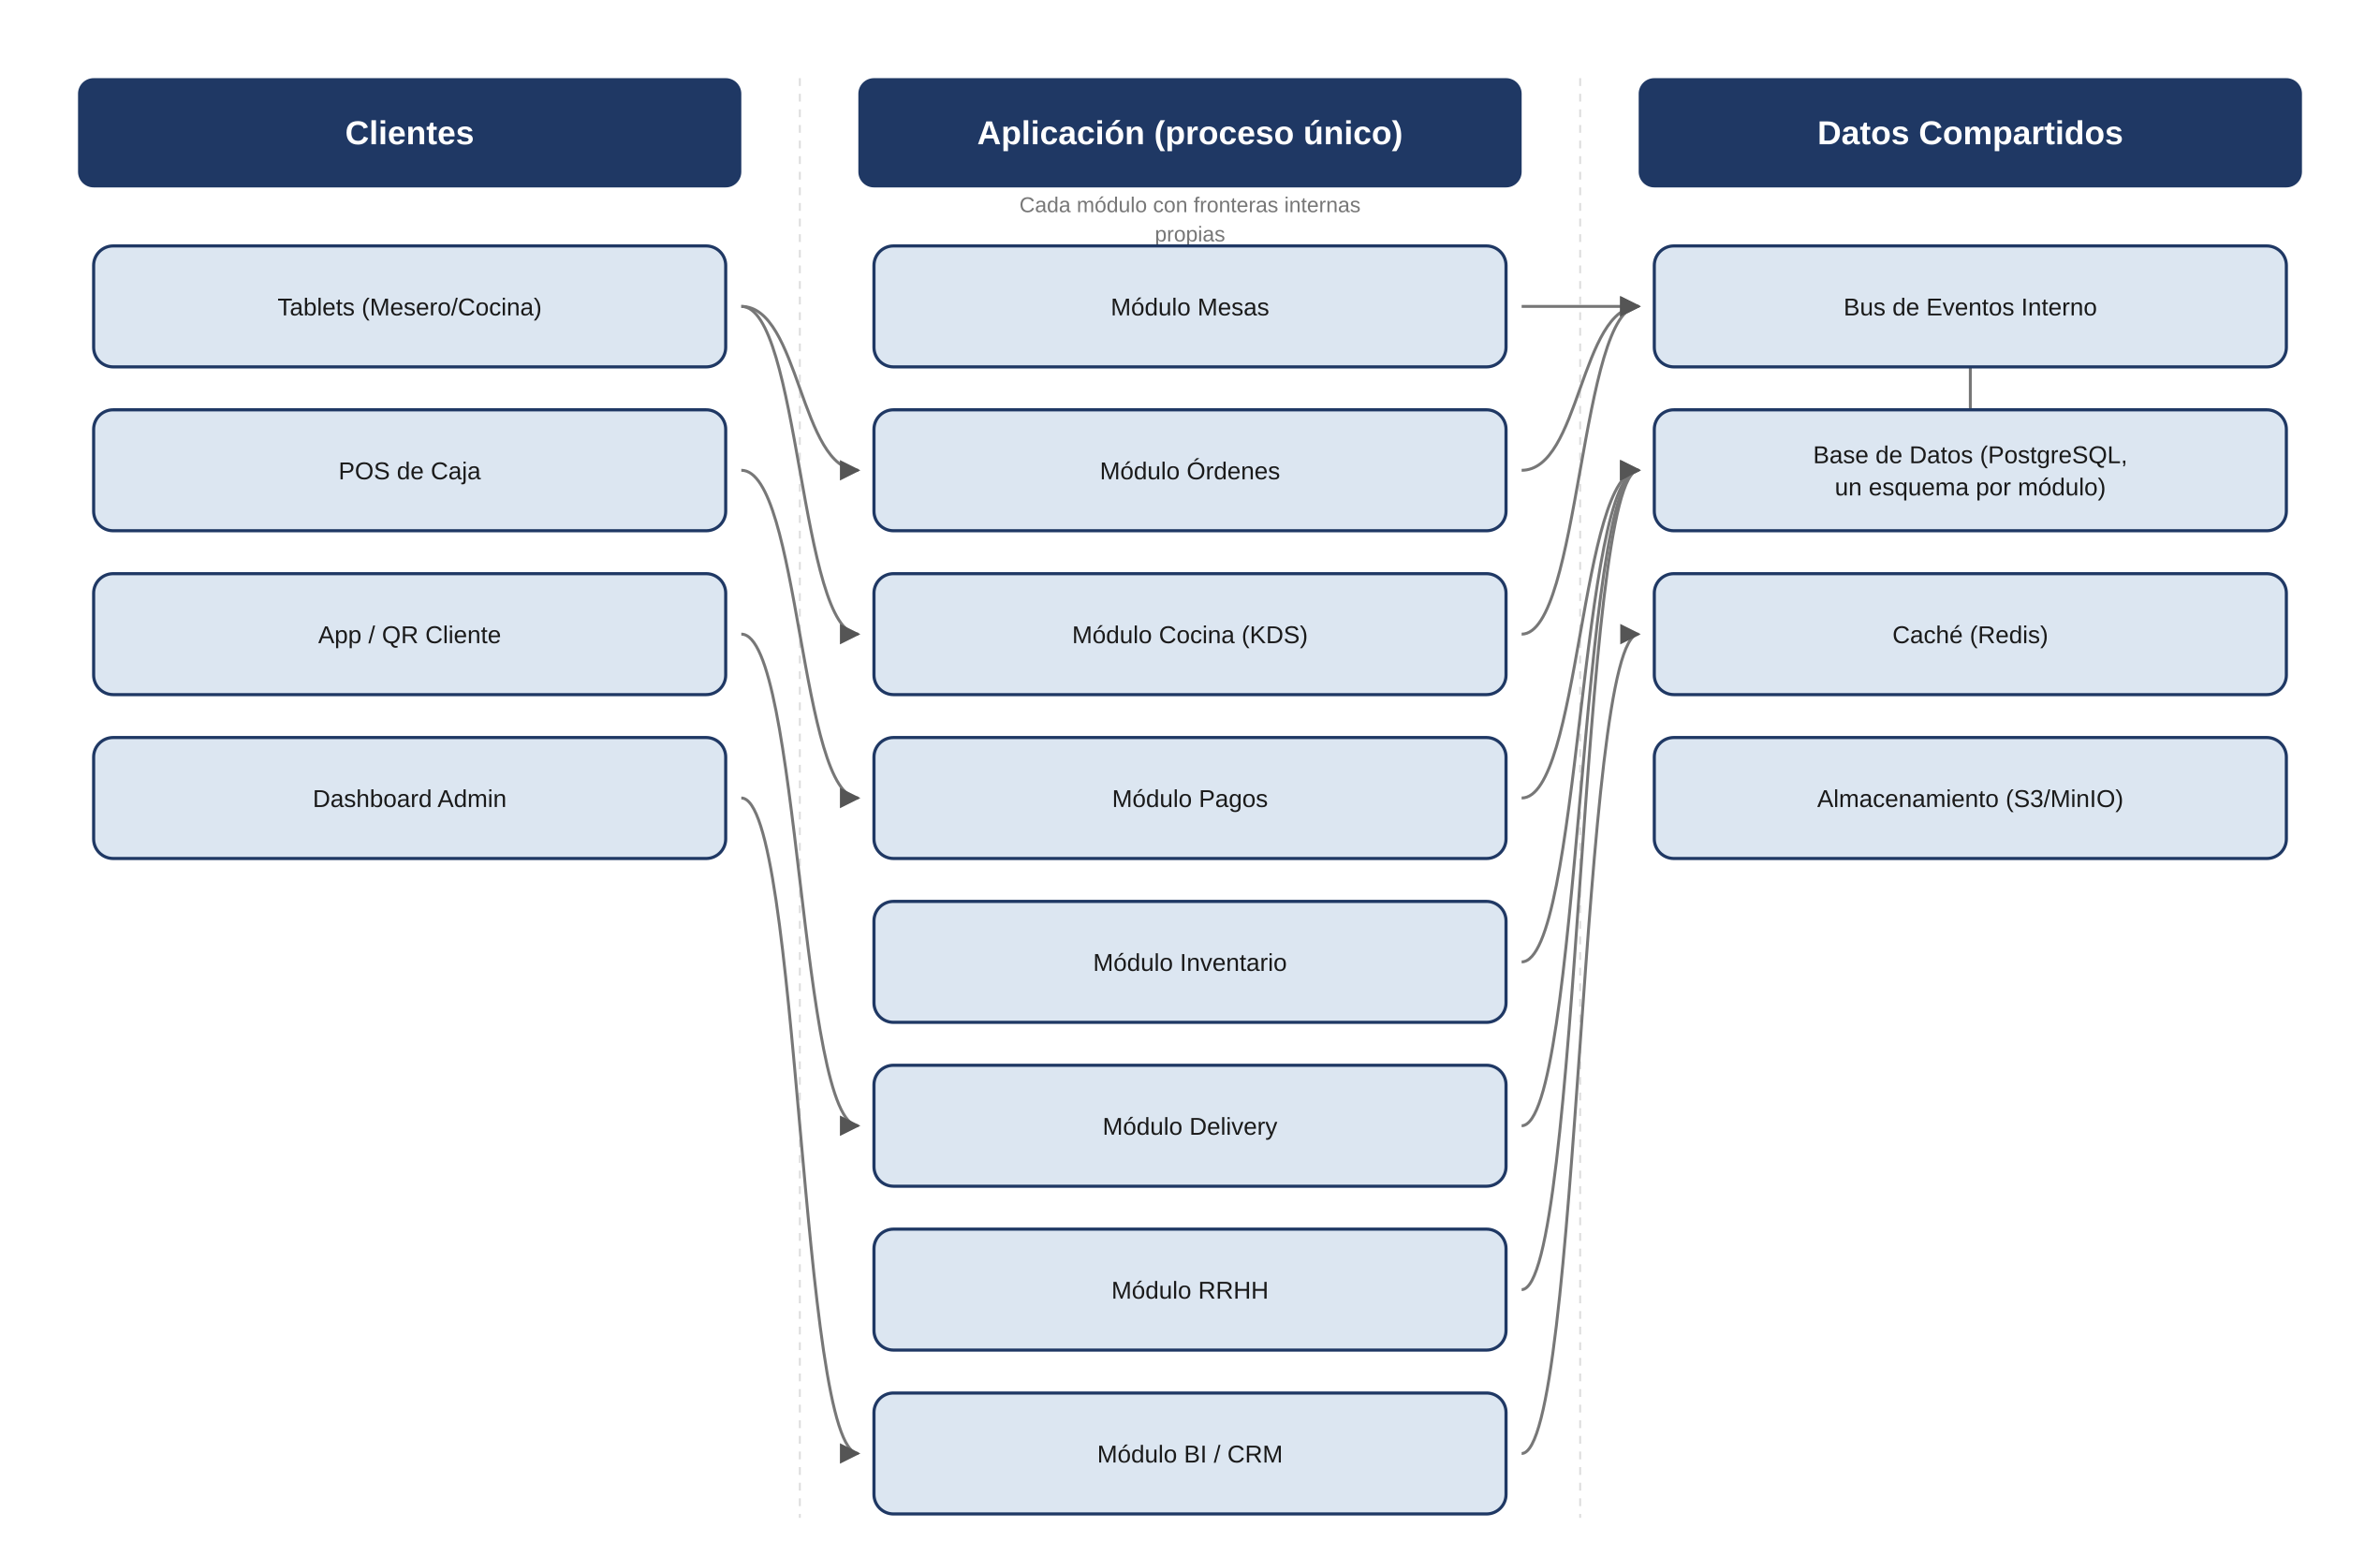 Clientes
Aplicación (proceso único)
Datos Compartidos
Cada módulo con fronteras internas
propias
Tablets (Mesero/Cocina)
POS de Caja
App / QR Cliente
Dashboard Admin
Módulo Mesas
Módulo Órdenes
Módulo Cocina (KDS)
Módulo Pagos
Módulo Inventario
Módulo Delivery
Módulo RRHH
Módulo BI / CRM
Bus de Eventos Interno
Base de Datos (PostgreSQL,
un esquema por módulo)
Caché (Redis)
Almacenamiento (S3/MinIO)